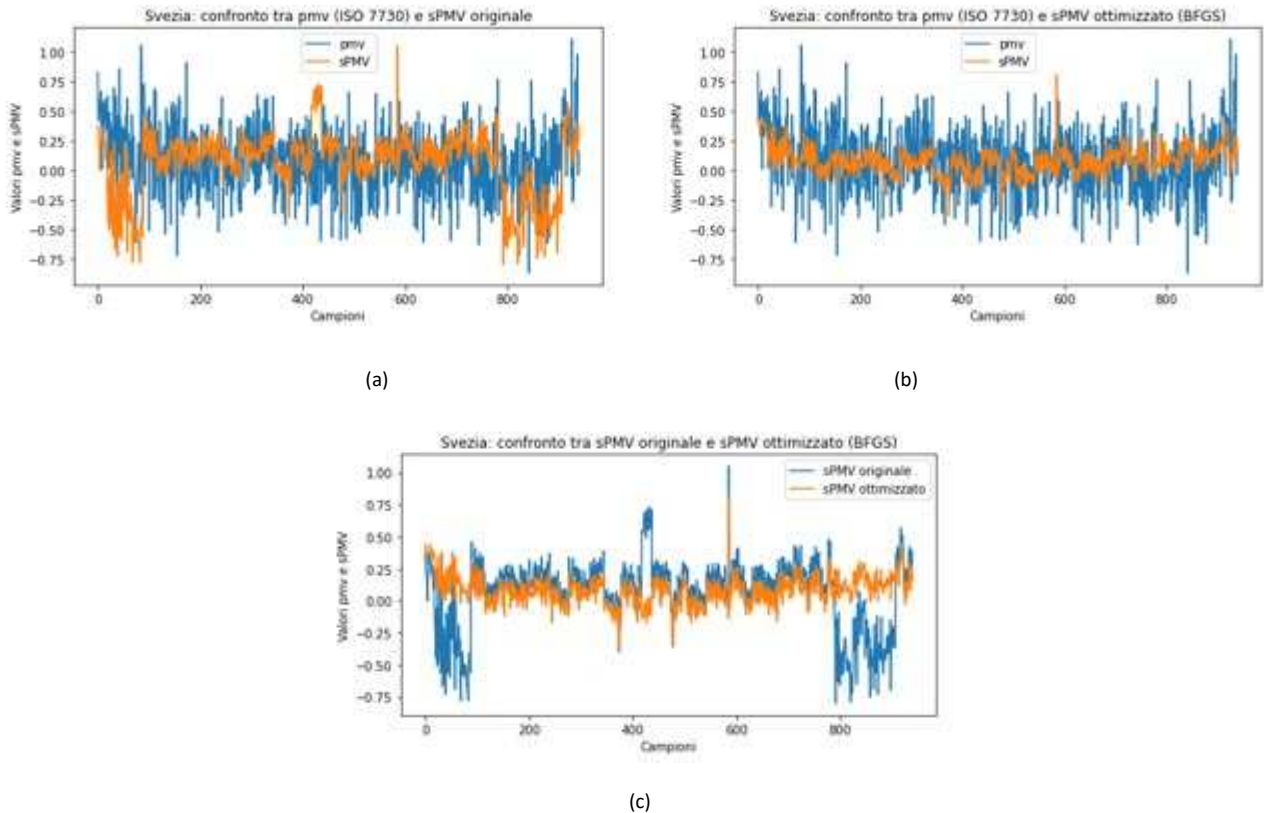 Svezia: confronto tra pmv (ISO 7730) e sPMV originale
pmv
sPMV
Valori pmv e sPMV
1.00
0.75
0.50
0.25
0.00
−0.25
−0.50
−0.75
0 200 400 600 800
Campioni
(a)
Svezia: confronto tra pmv (ISO 7730) e sPMV ottimizzato (BFGS)
pmv
sPMV
Valori pmv e sPMV
1.00
0.75
0.50
0.25
0.00
−0.25
−0.50
−0.75
0 200 400 600 800
Campioni
(b)
Svezia: confronto tra sPMV originale e sPMV ottimizzato (BFGS)
sPMV originale
sPMV ottimizzato
Valori pmv e sPMV
1.00
0.75
0.50
0.25
0.00
−0.25
−0.50
−0.75
0 200 400 600 800
Campioni
(c)